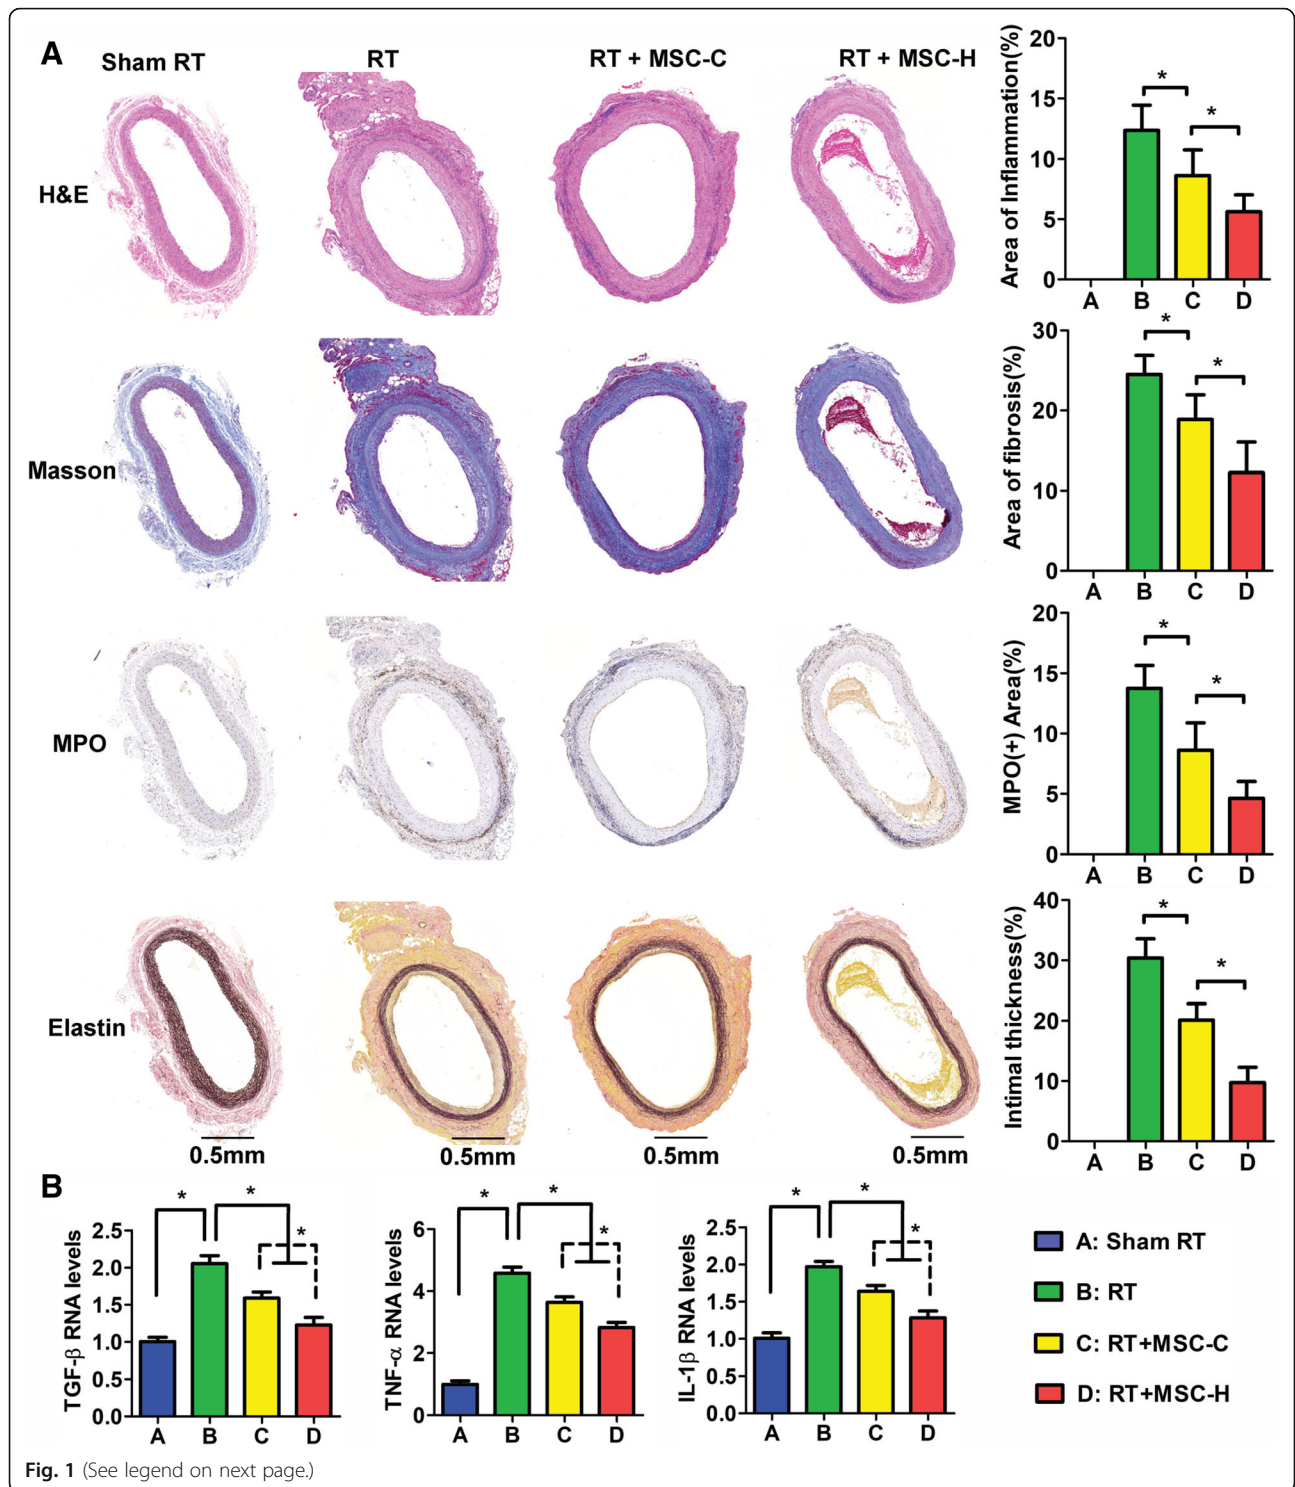 A
Sham RT
RT
RT + MSC-C
RT + MSC-H
H&E
Masson
MPO
Elastin
0.5mm
0.5mm
0.5mm
0.5mm
Area of Inflammation(%)
20
15
10
5
0
A B C D
*
*
Area of fibrosis(%)
30
20
10
0
A B C D
*
*
MPO(+) Area(%)
20
15
10
5
0
A B C D
*
*
Intimal thickness(%)
40
30
20
10
0
A B C D
*
*
B
TGF-β RNA levels
2.5
2.0
1.5
1.0
0.5
0.0
A B C D
*
*
*
TNF-α RNA levels
6
4
2
0
A B C D
*
*
*
IL-1β RNA levels
2.5
2.0
1.5
1.0
0.5
0.0
A B C D
*
*
*
A: Sham RT
B: RT
C: RT+MSC-C
D: RT+MSC-H
Fig. 1 (See legend on next page.)